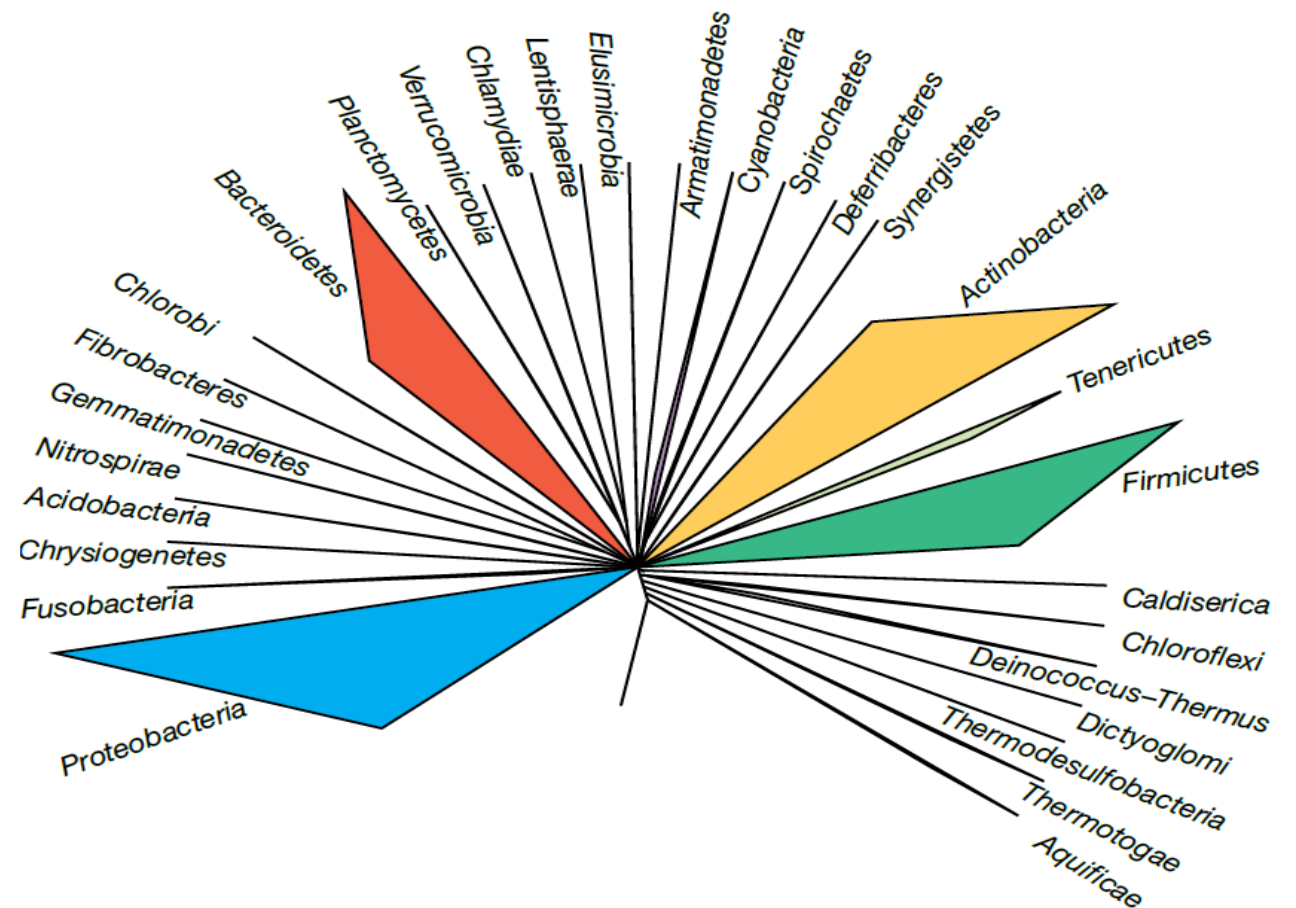 Elusimicrobia
Armatimonadetes
Lentisphaerae
Cyanobacteria
Chlamydiae
Spirochaetes
Verrucomicrobia
Deferribacteres
Planctomycetes
Synergistetes
Bacteroidetes
Actinobacteria
Chlorobi
Tenericutes
Fibrobacteres
Gemmatimonadetes
Nitrospirae
Firmicutes
Acidobacteria
Chrysiogenetes
Fusobacteria
Caldiserica
Chloroflexi
Deinococcus–Thermus
Proteobacteria
Dictyoglomi
Thermodesulfobacteria
Thermotogae
Aquificae